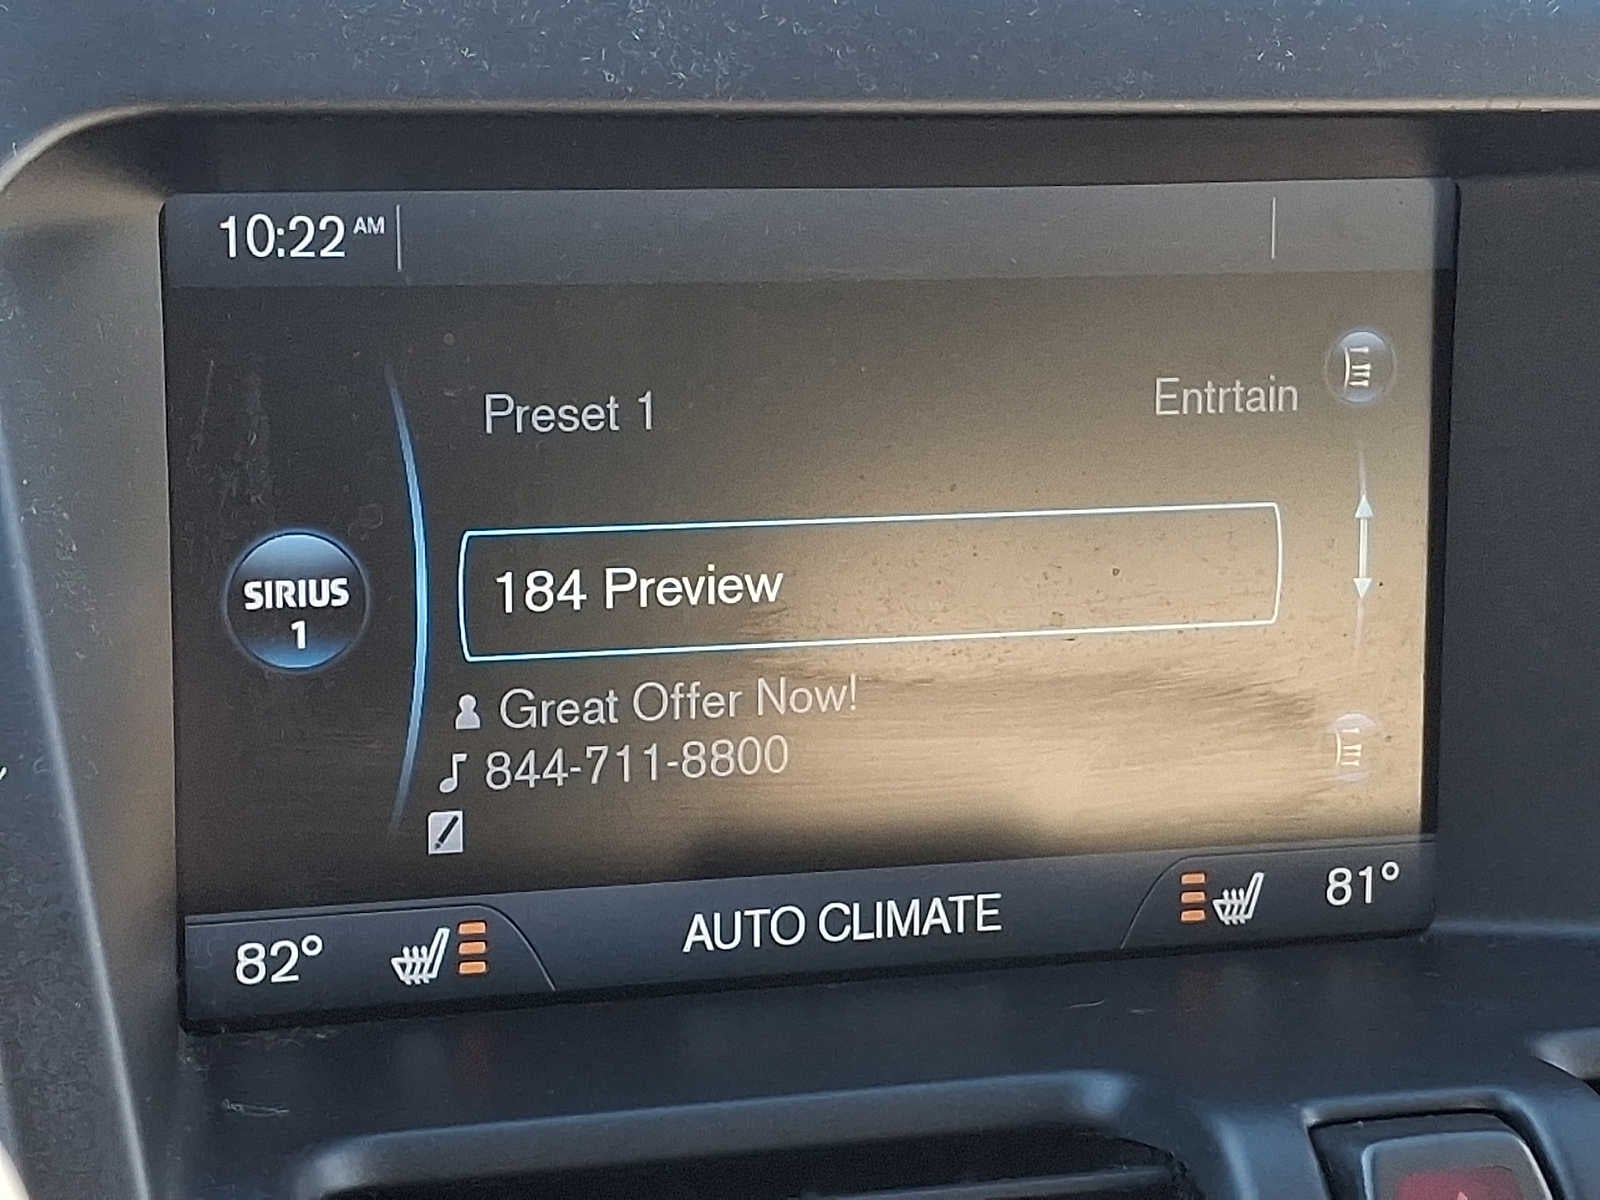 10:22 AM
Preset 1
Entrtain
SIRIUS
1
184 Preview
Great Offer Now!
844-711-8800
82°
AUTO CLIMATE
81°